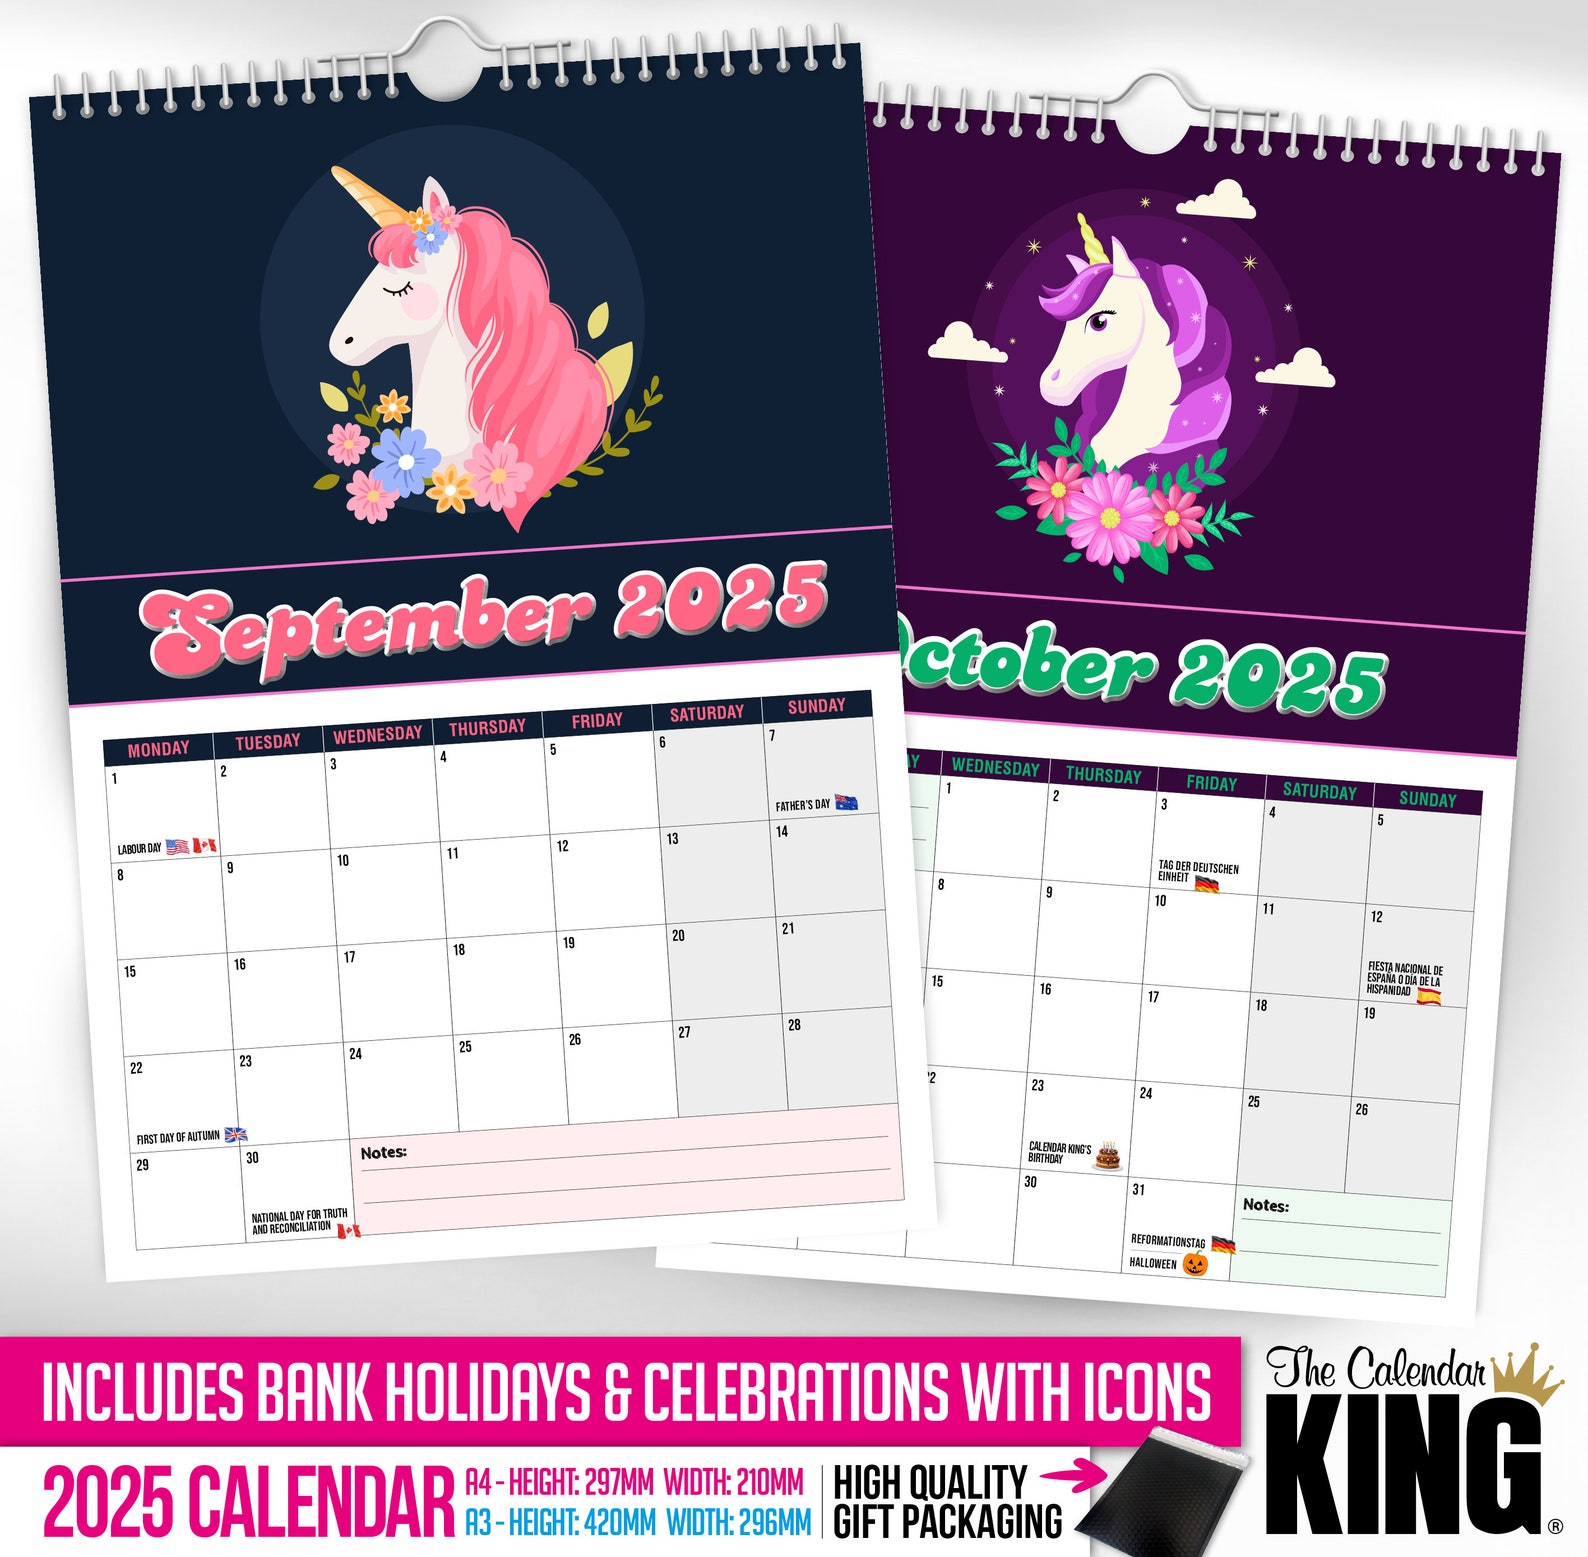 September 2025
MONDAY TUESDAY WEDNESDAY THURSDAY FRIDAY SATURDAY SUNDAY
1 2 3 4 5 6 7
LABOUR DAY
FATHER'S DAY
8 9 10 11 12 13 14
15 16 17 18 19 20 21
22 23 24 25 26 27 28
FIRST DAY OF AUTUMN
29 30
NATIONAL DAY FOR TRUTH
AND RECONCILIATION
Notes:
October 2025
WEDNESDAY THURSDAY FRIDAY SATURDAY SUNDAY
1 2 3 4 5
TAG DER DEUTSCHEN
EINHEIT
8 9 10 11 12
FIESTA NACIONAL DE
ESPAÑA O DÍA DE LA
HISPANIDAD
15 16 17 18 19
22 23 24 25 26
CALENDAR KING'S
BIRTHDAY
30 31
REFORMATIONSTAG
HALLOWEEN
Notes:
INCLUDES BANK HOLIDAYS & CELEBRATIONS WITH ICONS
2025 CALENDAR
A4 - HEIGHT: 297MM WIDTH: 210MM
A3 - HEIGHT: 420MM WIDTH: 296MM
HIGH QUALITY
GIFT PACKAGING
The Calendar
KING®